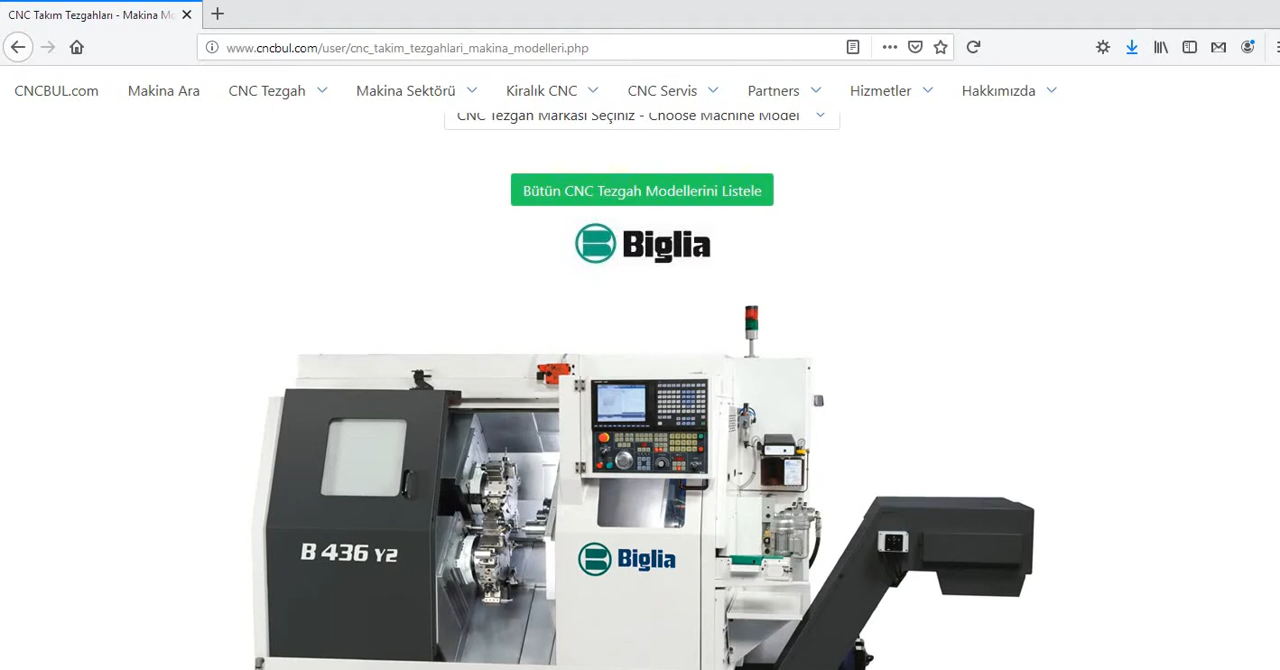 CNC Takım Tezgahları - Makina Mo
www.cncbul.com/user/cnc_takim_tezgahlari_makina_modelleri.php
CNCBUL.com Makina Ara CNC Tezgah Makina Sektörü Kiralık CNC CNC Servis Partners Hizmetler Hakkımızda
CNC Tezgah Markası Seçiniz - Choose Machine Model
Bütün CNC Tezgah Modellerini Listele
Biglia
B 436 Y2
Biglia